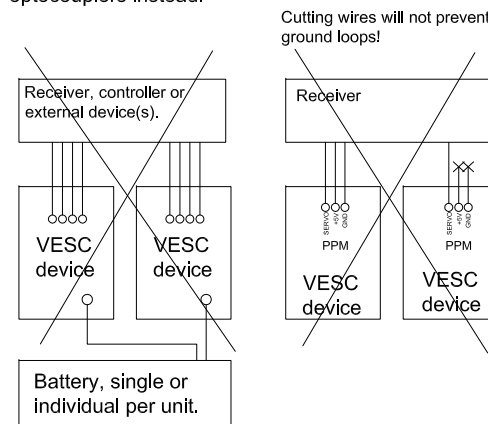 optocouplers instead.
Cutting wires will not prevent
ground loops!
Receiver, controller or
external device(s).
VESC
device
VESC
device
Battery, single or
individual per unit.
Receiver
SERVO
+5V
GND
PPM
VESC
device
SERVO
+5V
GND
PPM
VESC
device